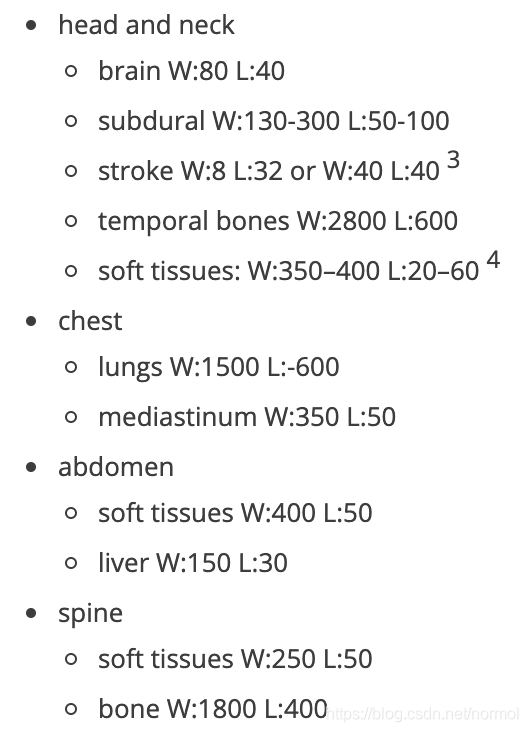 head and neck
brain W:80 L:40
subdural W:130-300 L:50-100
stroke W:8 L:32 or W:40 L:40 3
temporal bones W:2800 L:600
soft tissues: W:350–400 L:20–60 4
chest
lungs W:1500 L:-600
mediastinum W:350 L:50
abdomen
soft tissues W:400 L:50
liver W:150 L:30
spine
soft tissues W:250 L:50
bone W:1800 L:400
https://blog.csdn.net/normol